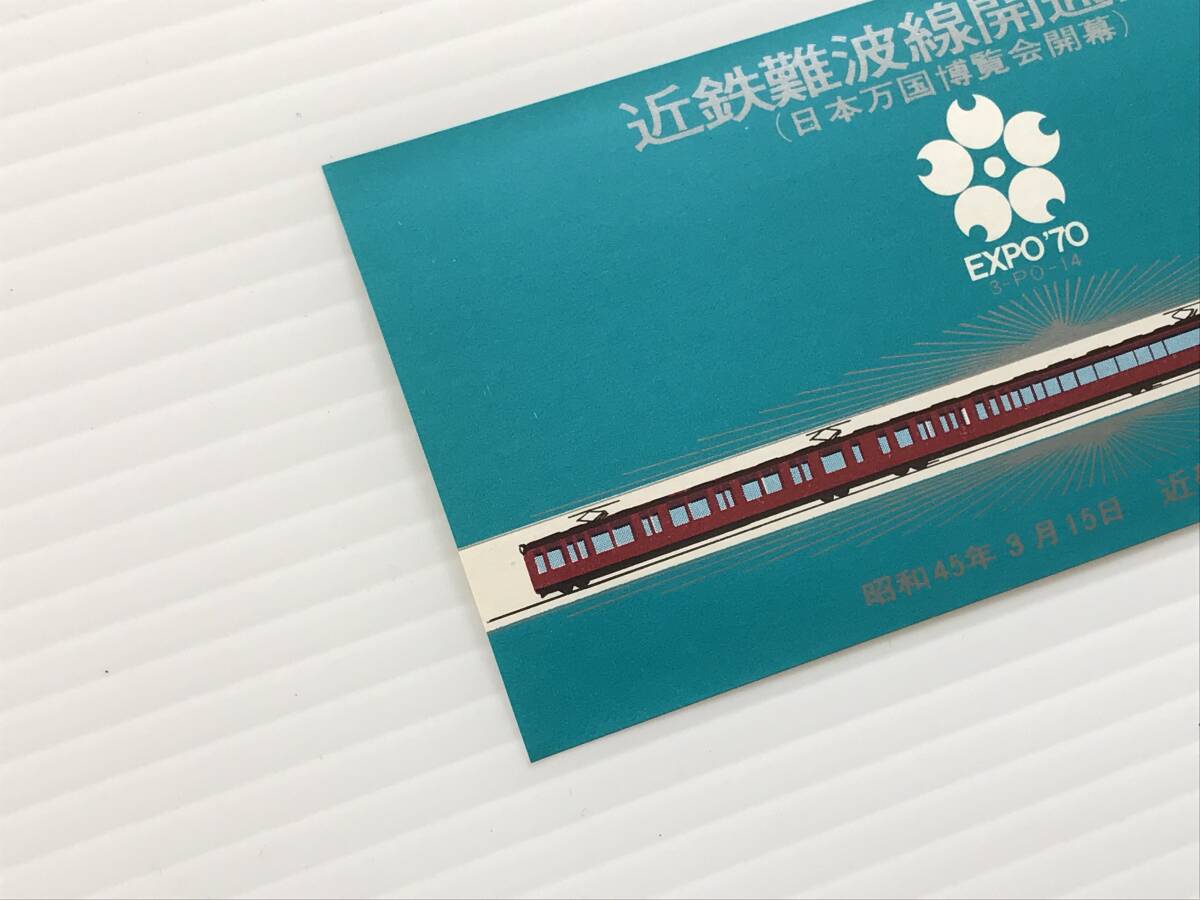 近鉄難波線開通
(日本万国博覧会開幕)
EXPO'70
3-PO-14
昭和45年3月15日 近